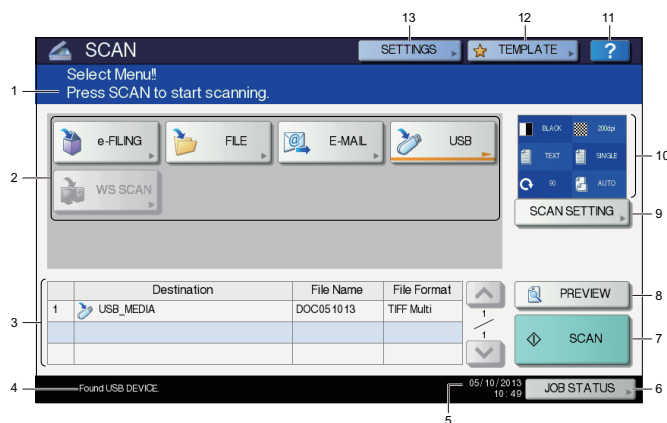 13
12
11
SCAN
SETTINGS
TEMPLATE
?
Select Menu!!
1
Press SCAN to start scanning.
e-FILING
FILE
E-MAIL
USB
BLACK
200dpi
TEXT
SINGLE
10
90
AUTO
2
WS SCAN
SCAN SETTING
9
Destination
File Name
File Format
PREVIEW
8
1
USB_MEDIA
DOC051013
TIFF Multi
1
3
1
SCAN
7
4
Found USB DEVICE.
05/10/2013
10:49
JOB STATUS
6
5